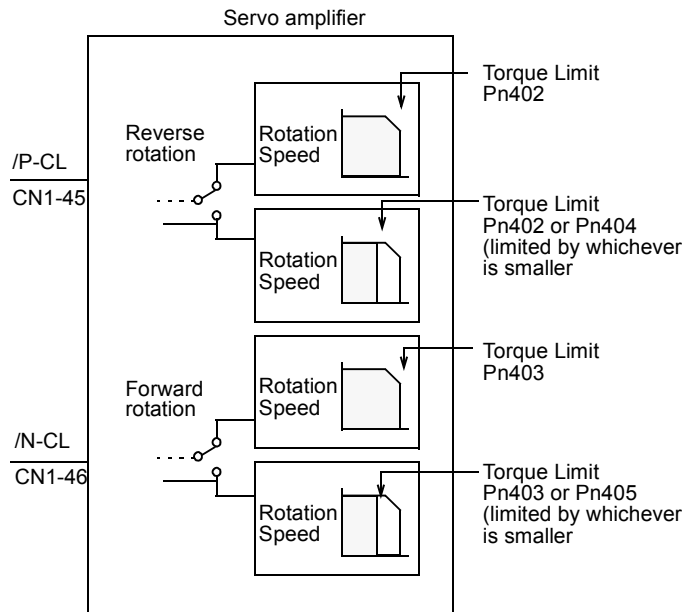 Servo amplifier
Torque Limit
Pn402
Reverse
rotation
Rotation
Speed
/P-CL
CN1-45
Torque Limit
Pn402 or Pn404
(limited by whichever
is smaller
Rotation
Speed
Torque Limit
Pn403
Forward
rotation
Rotation
Speed
/N-CL
CN1-46
Torque Limit
Pn403 or Pn405
(limited by whichever
is smaller
Rotation
Speed